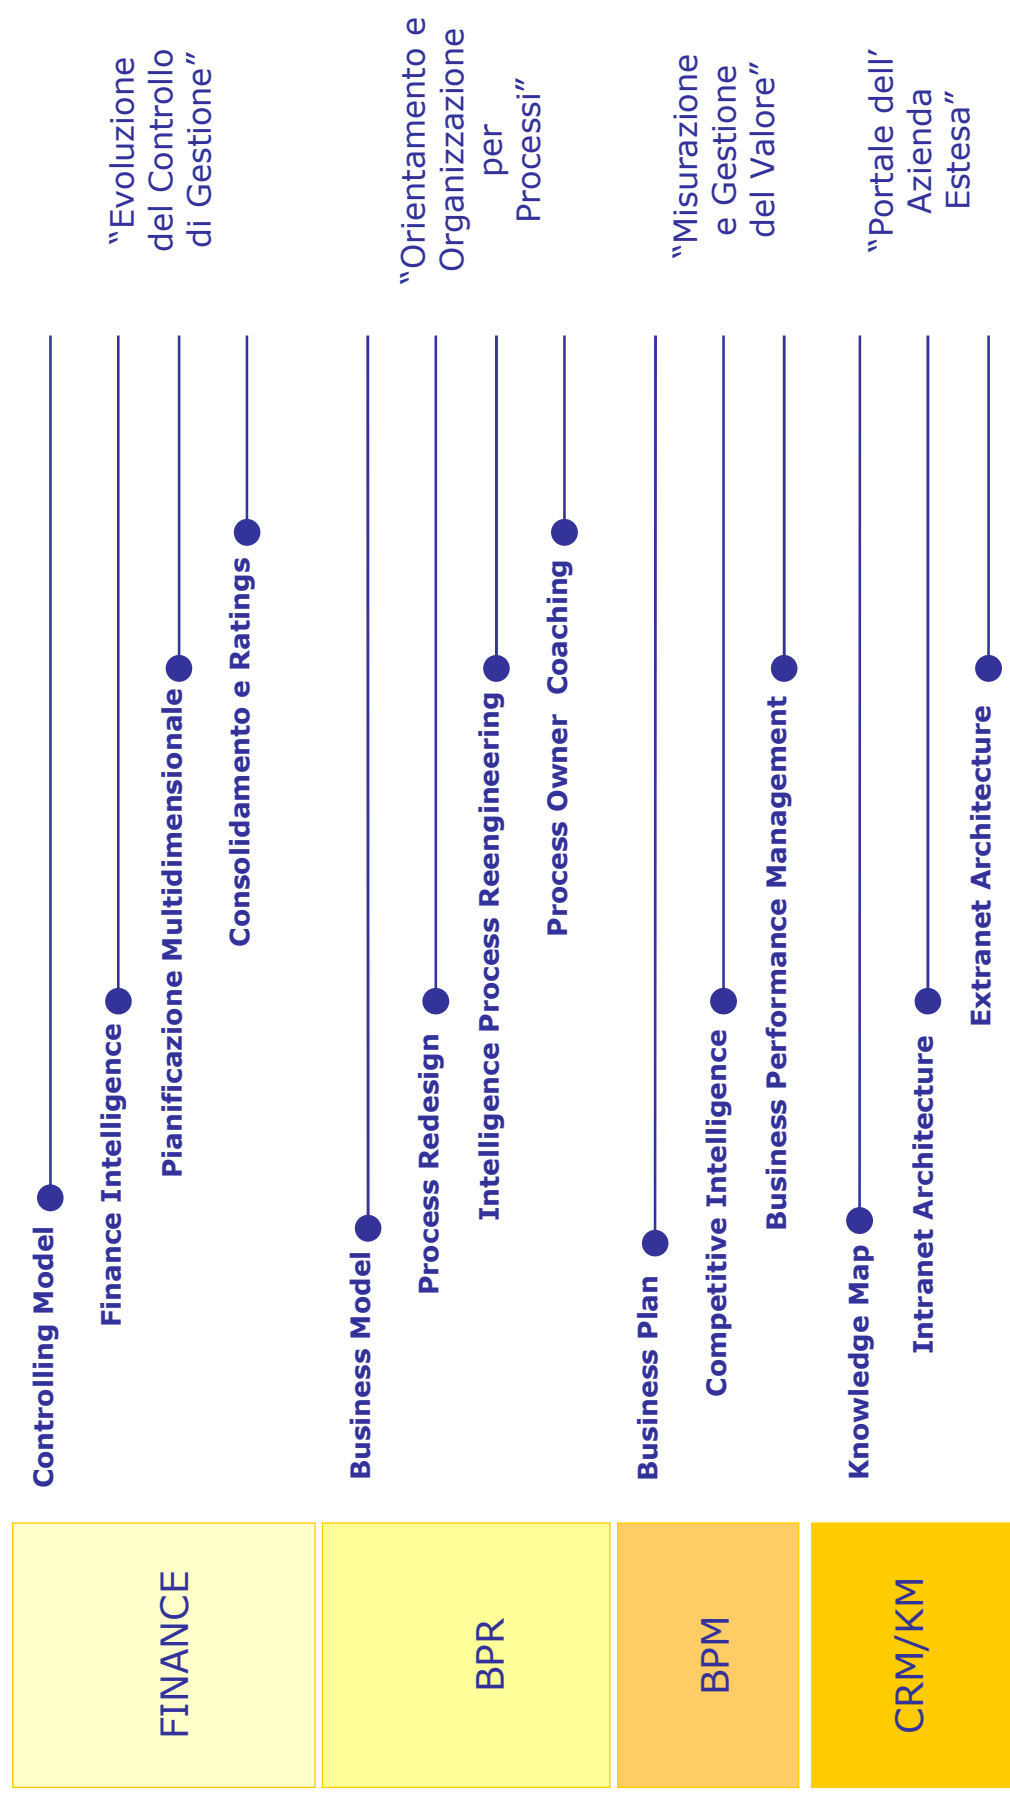 FINANCE
Controlling Model
Finance Intelligence
Pianificazione Multidimensionale
Consolidamento e Ratings
“Evoluzione
del Controllo
di Gestione”
BPR
Business Model
Process Redesign
Intelligence Process Reengineering
Process Owner  Coaching
“Orientamento e
Organizzazione
per
Processi”
BPM
Business Plan
Competitive Intelligence
Business Performance Management
“Misurazione
e Gestione
del Valore”
CRM/KM
Knowledge Map
Intranet Architecture
Extranet Architecture
“Portale dell’
Azienda
Estesa”